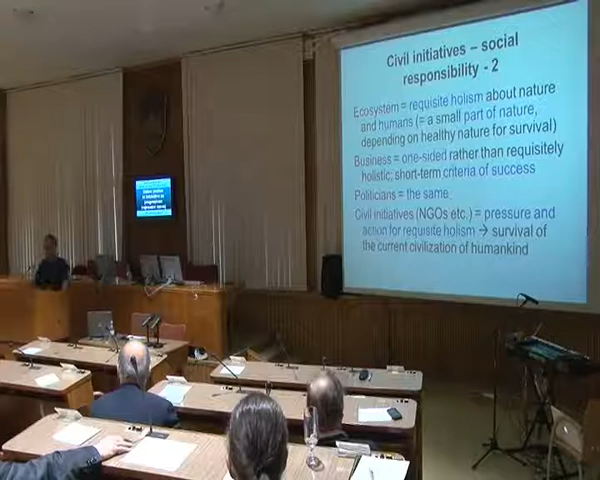 Civil initiatives – social
responsibility - 2
Ecosystem = requisite holism about nature
and humans (= a small part of nature,
depending on healthy nature for survival)
Business = one-sided rather than requisitely
holistic; short-term criteria of success
Politicians = the same
Civil initiatives (NGOs etc.) = pressure and
action for requisite holism → survival of
the current civilization of humankind